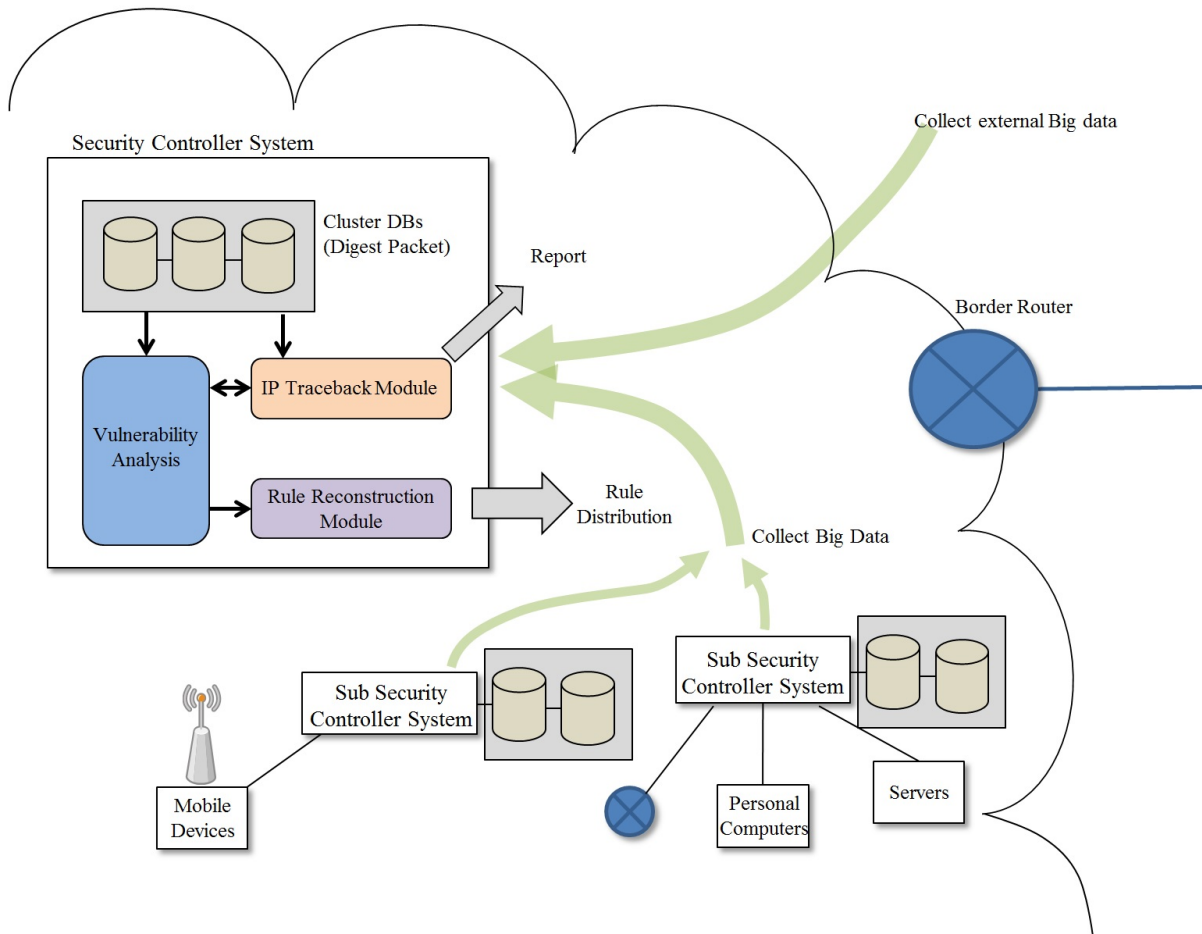 Collect external Big data
Security Controller System
Cluster DBs
(Digest Packet)
Report
Border Router
IP Traceback Module
Vulnerability
Analysis
Rule Reconstruction
Module
Rule
Distribution
Collect Big Data
Sub Security
Controller System
Sub Security
Controller System
Mobile
Devices
Personal
Computers
Servers